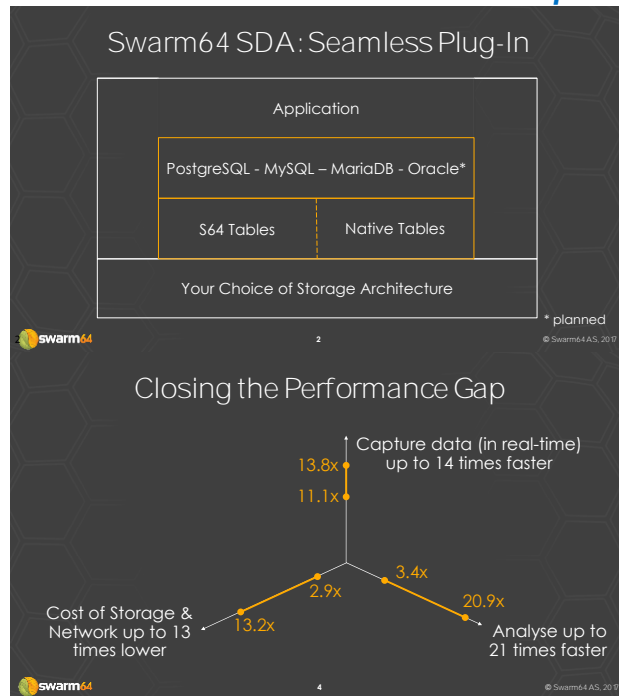 Swarm64 SDA: Seamless Plug-In
Application
PostgreSQL - MySQL – MariaDB - Oracle*
S64 Tables
Native Tables
Your Choice of Storage Architecture
* planned
2
swarm64
2
© Swarm64 AS, 2017
Closing the Performance Gap
Capture data (in real-time)
up to 14 times faster
13.8x
11.1x
3.4x
2.9x
20.9x
13.2x
Cost of Storage &
Network up to 13
times lower
Analyse up to
21 times faster
swarm64
4
© Swarm64 AS, 2017